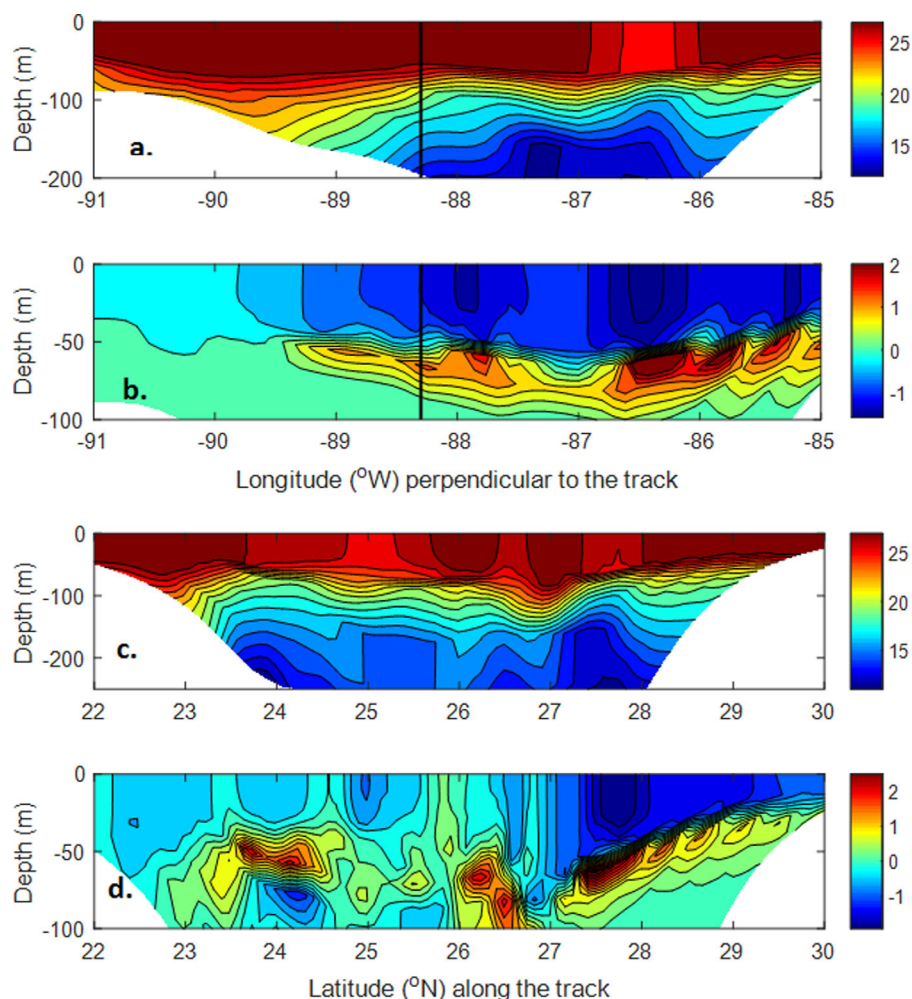 0
-100
-200
Depth (m)
a.
-91 -90 -89 -88 -87 -86 -85
25
20
15
0
-50
-100
Depth (m)
b.
-91 -90 -89 -88 -87 -86 -85
2
1
0
-1
Longitude (°W) perpendicular to the track
0
-100
-200
Depth (m)
c.
22 23 24 25 26 27 28 29 30
25
20
15
0
-50
-100
Depth (m)
d.
22 23 24 25 26 27 28 29 30
2
1
0
-1
Latitude (°N) along the track